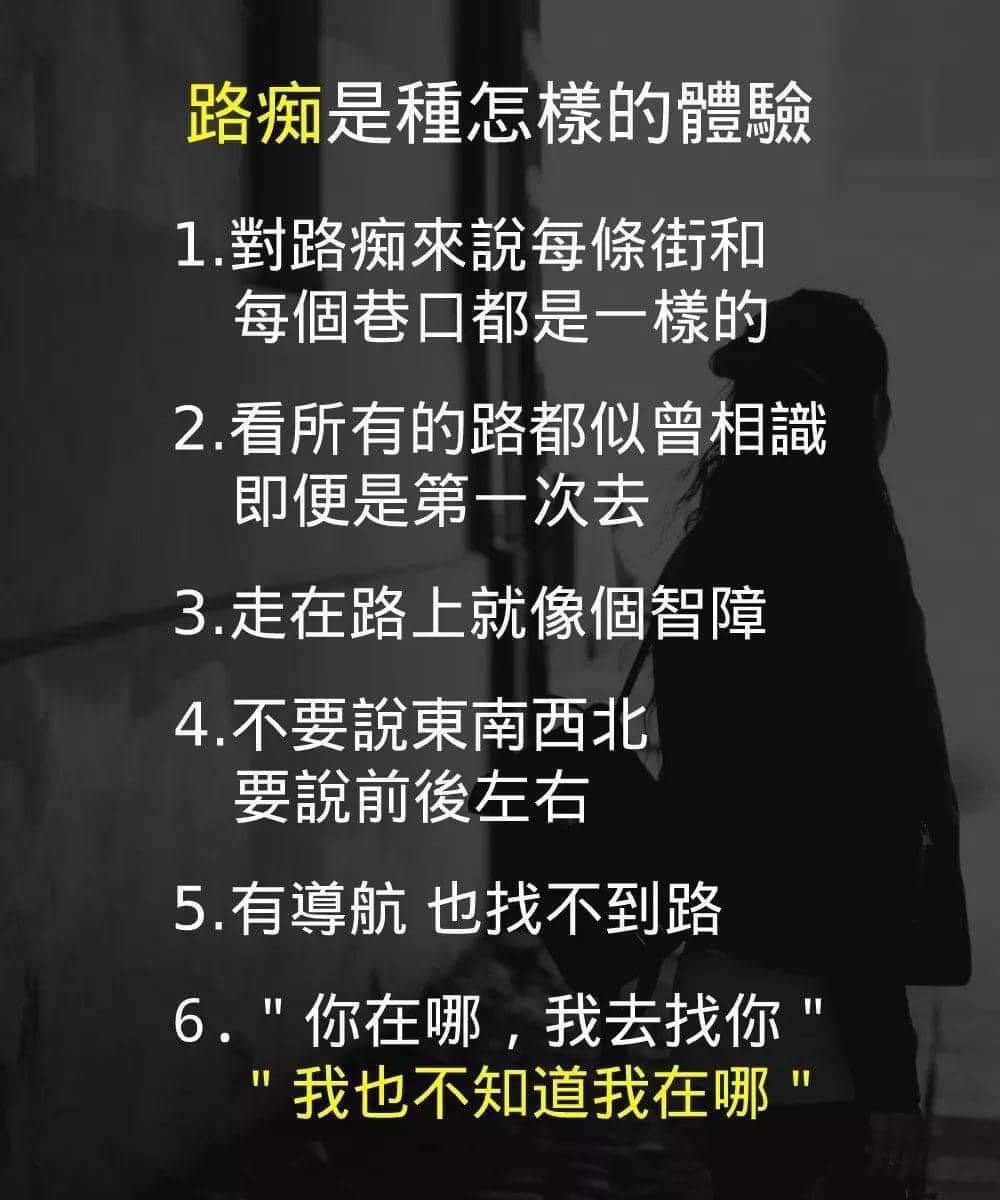 路痴是種怎樣的體驗
1.對路痴來說每條街和
每個巷口都是一樣的
2.看所有的路都似曾相識
即便是第一次去
3.走在路上就像個智障
4.不要說東南西北
要說前後左右
5.有導航 也找不到路
6."你在哪,我去找你"
"我也不知道我在哪"